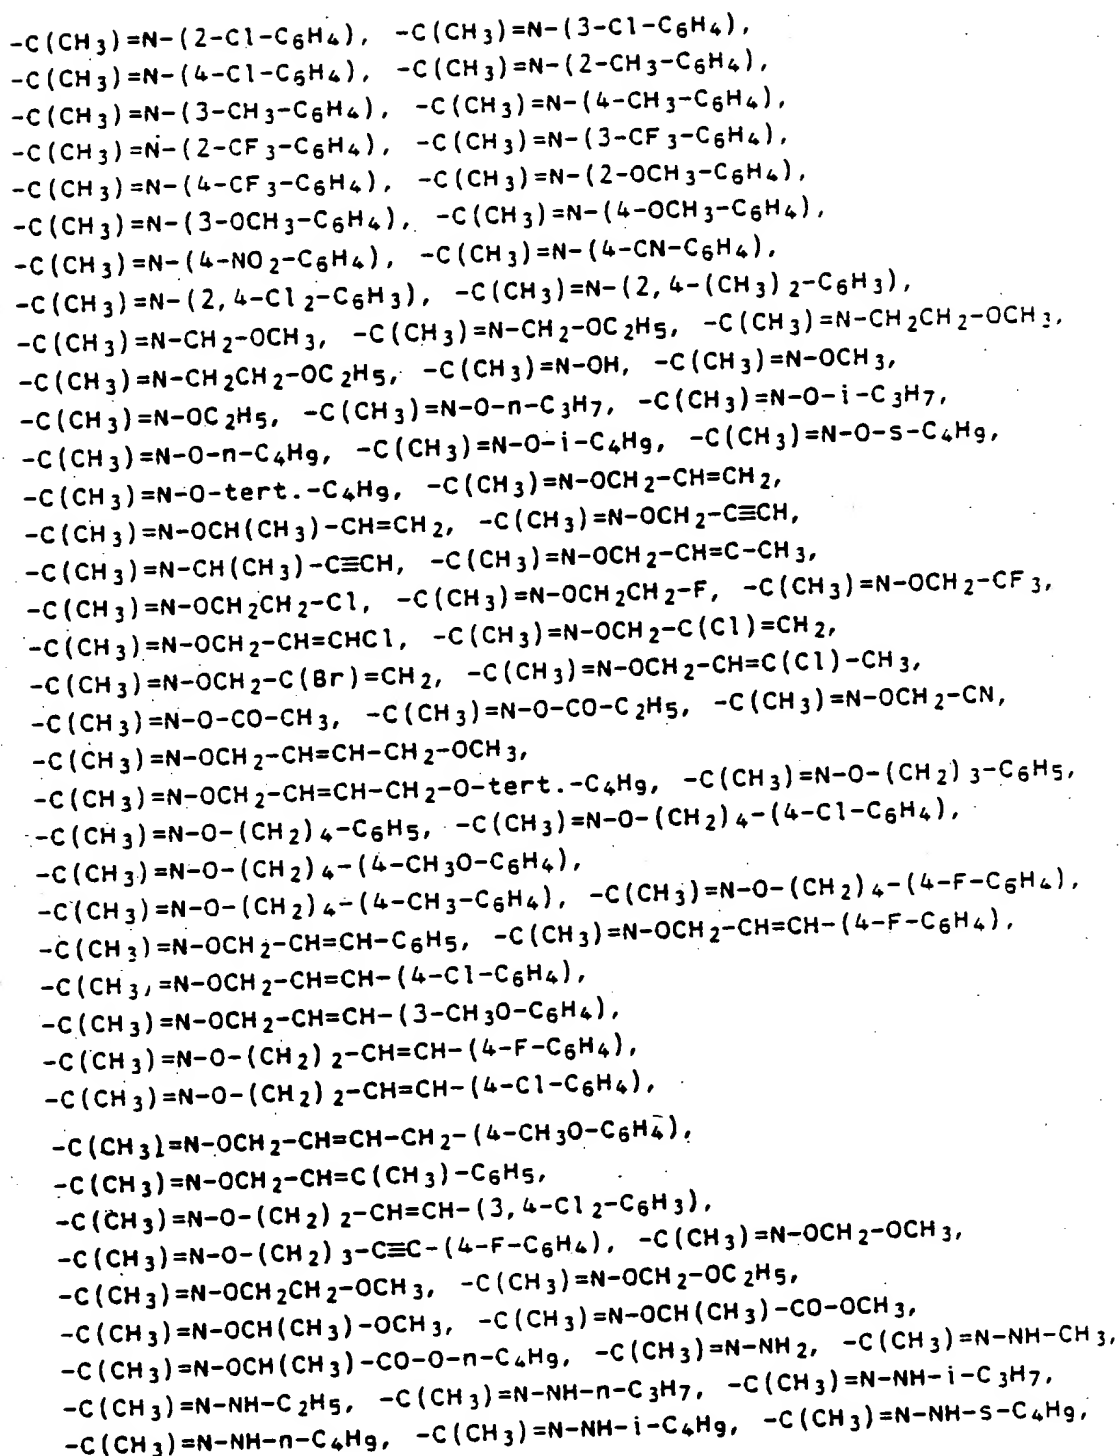 -C(CH3)=N-(2-Cl-C6H4), -C(CH3)=N-(3-Cl-C6H4),
-C(CH3)=N-(4-Cl-C6H4), -C(CH3)=N-(2-CH3-C6H4),
-C(CH3)=N-(3-CH3-C6H4), -C(CH3)=N-(4-CH3-C6H4),
-C(CH3)=N-(2-CF3-C6H4), -C(CH3)=N-(3-CF3-C6H4),
-C(CH3)=N-(4-CF3-C6H4), -C(CH3)=N-(2-OCH3-C6H4),
-C(CH3)=N-(3-OCH3-C6H4), -C(CH3)=N-(4-OCH3-C6H4),
-C(CH3)=N-(4-NO2-C6H4), -C(CH3)=N-(4-CN-C6H4),
-C(CH3)=N-(2,4-Cl2-C6H3), -C(CH3)=N-(2,4-(CH3)2-C6H3),
-C(CH3)=N-CH2-OCH3, -C(CH3)=N-CH2-OC2H5, -C(CH3)=N-CH2CH2-OCH3,
-C(CH3)=N-CH2CH2-OC2H5, -C(CH3)=N-OH, -C(CH3)=N-OCH3,
-C(CH3)=N-OC2H5, -C(CH3)=N-O-n-C3H7, -C(CH3)=N-O-i-C3H7,
-C(CH3)=N-O-n-C4H9, -C(CH3)=N-O-i-C4H9, -C(CH3)=N-O-s-C4H9,
-C(CH3)=N-O-tert.-C4H9, -C(CH3)=N-OCH2-CH=CH2,
-C(CH3)=N-OCH(CH3)-CH=CH2, -C(CH3)=N-OCH2-C≡CH,
-C(CH3)=N-CH(CH3)-C≡CH, -C(CH3)=N-OCH2-CH=C-CH3,
-C(CH3)=N-OCH2CH2-Cl, -C(CH3)=N-OCH2CH2-F, -C(CH3)=N-OCH2-CF3,
-C(CH3)=N-OCH2-CH=CHCl, -C(CH3)=N-OCH2-C(Cl)=CH2,
-C(CH3)=N-OCH2-C(Br)=CH2, -C(CH3)=N-OCH2-CH=C(Cl)-CH3,
-C(CH3)=N-O-CO-CH3, -C(CH3)=N-O-CO-C2H5, -C(CH3)=N-OCH2-CN,
-C(CH3)=N-OCH2-CH=CH-CH2-OCH3,
-C(CH3)=N-OCH2-CH=CH-CH2-O-tert.-C4H9, -C(CH3)=N-O-(CH2)3-C6H5,
-C(CH3)=N-O-(CH2)4-C6H5, -C(CH3)=N-O-(CH2)4-(4-Cl-C6H4),
-C(CH3)=N-O-(CH2)4-(4-CH3O-C6H4),
-C(CH3)=N-O-(CH2)4-(4-CH3-C6H4), -C(CH3)=N-O-(CH2)4-(4-F-C6H4),
-C(CH3)=N-OCH2-CH=CH-C6H5, -C(CH3)=N-OCH2-CH=CH-(4-F-C6H4),
-C(CH3)=N-OCH2-CH=CH-(4-Cl-C6H4),
-C(CH3)=N-OCH2-CH=CH-(3-CH3O-C6H4),
-C(CH3)=N-O-(CH2)2-CH=CH-(4-F-C6H4),
-C(CH3)=N-O-(CH2)2-CH=CH-(4-Cl-C6H4),
-C(CH3)=N-OCH2-CH=CH-CH2-(4-CH3O-C6H4),
-C(CH3)=N-OCH2-CH=C(CH3)-C6H5,
-C(CH3)=N-O-(CH2)2-CH=CH-(3,4-Cl2-C6H3),
-C(CH3)=N-O-(CH2)3-C≡C-(4-F-C6H4), -C(CH3)=N-OCH2-OCH3,
-C(CH3)=N-OCH2CH2-OCH3, -C(CH3)=N-OCH2-OC2H5,
-C(CH3)=N-OCH(CH3)-OCH3, -C(CH3)=N-OCH(CH3)-CO-OCH3,
-C(CH3)=N-OCH(CH3)-CO-O-n-C4H9, -C(CH3)=N-NH2, -C(CH3)=N-NH-CH3,
-C(CH3)=N-NH-C2H5, -C(CH3)=N-NH-n-C3H7, -C(CH3)=N-NH-i-C3H7,
-C(CH3)=N-NH-n-C4H9, -C(CH3)=N-NH-i-C4H9, -C(CH3)=N-NH-s-C4H9,